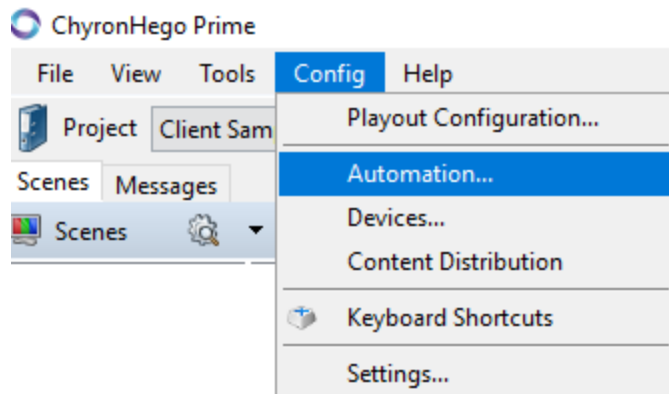 ChyronHego Prime
File View Tools Config Help
Project Client Sam
Playout Configuration...
Automation...
Scenes Messages
Devices...
Scenes
Content Distribution
Keyboard Shortcuts
Settings...